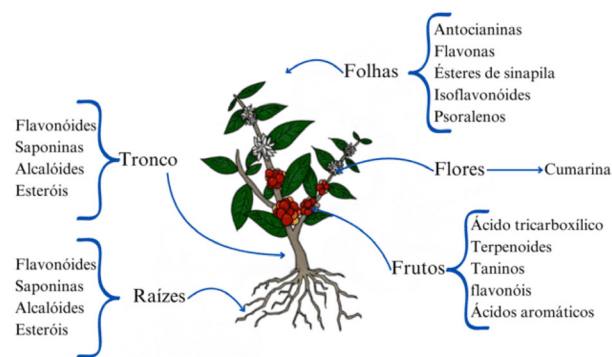 Folhas
Antocianinas
Flavonas
Ésteres de sinapila
Isoflavonóides
Psoralenos
Tronco
Flavonóides
Saponinas
Alcalóides
Esteróis
Flores
Cumarina
Frutos
Ácido tricarboxílico
Terpenoides
Taninos
flavonóis
Ácidos aromáticos
Raízes
Flavonóides
Saponinas
Alcalóides
Esteróis